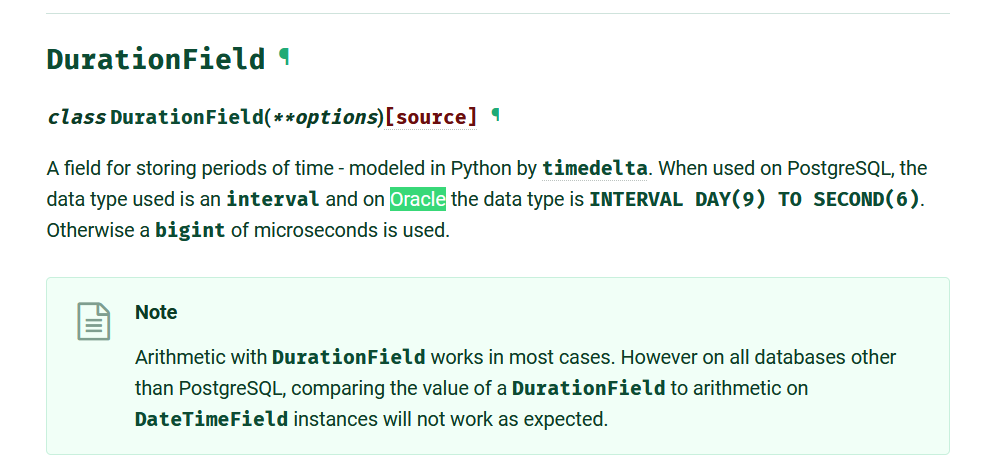 DurationField ¶
class DurationField(**options)[source] ¶
A field for storing periods of time - modeled in Python by timedelta. When used on PostgreSQL, the
data type used is an interval and on Oracle the data type is INTERVAL DAY(9) TO SECOND(6).
Otherwise a bigint of microseconds is used.
Note
Arithmetic with DurationField works in most cases. However on all databases other
than PostgreSQL, comparing the value of a DurationField to arithmetic on
DateTimeField instances will not work as expected.